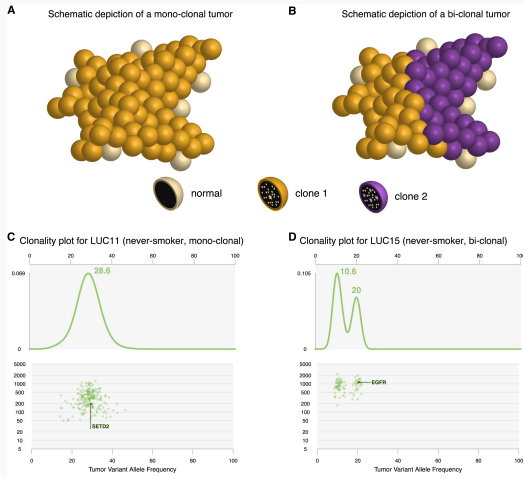 A Schematic depiction of a mono-clonal tumor
B Schematic depiction of a bi-clonal tumor
normal clone 1 clone 2
C Clonality plot for LUC11 (never-smoker, mono-clonal)
0 20 40 60 80 100
0.069
28.6
0
5000
2000
1000
500
200
100
50
20
10
5
SETD2
0 20 40 60 80 100
Tumor Variant Allele Frequency
D Clonality plot for LUC15 (never-smoker, bi-clonal)
0 20 40 60 80 100
0.105
10.6
20
0
5000
2000
1000
500
200
100
50
20
10
5
EGFR
0 20 40 60 80 100
Tumor Variant Allele Frequency